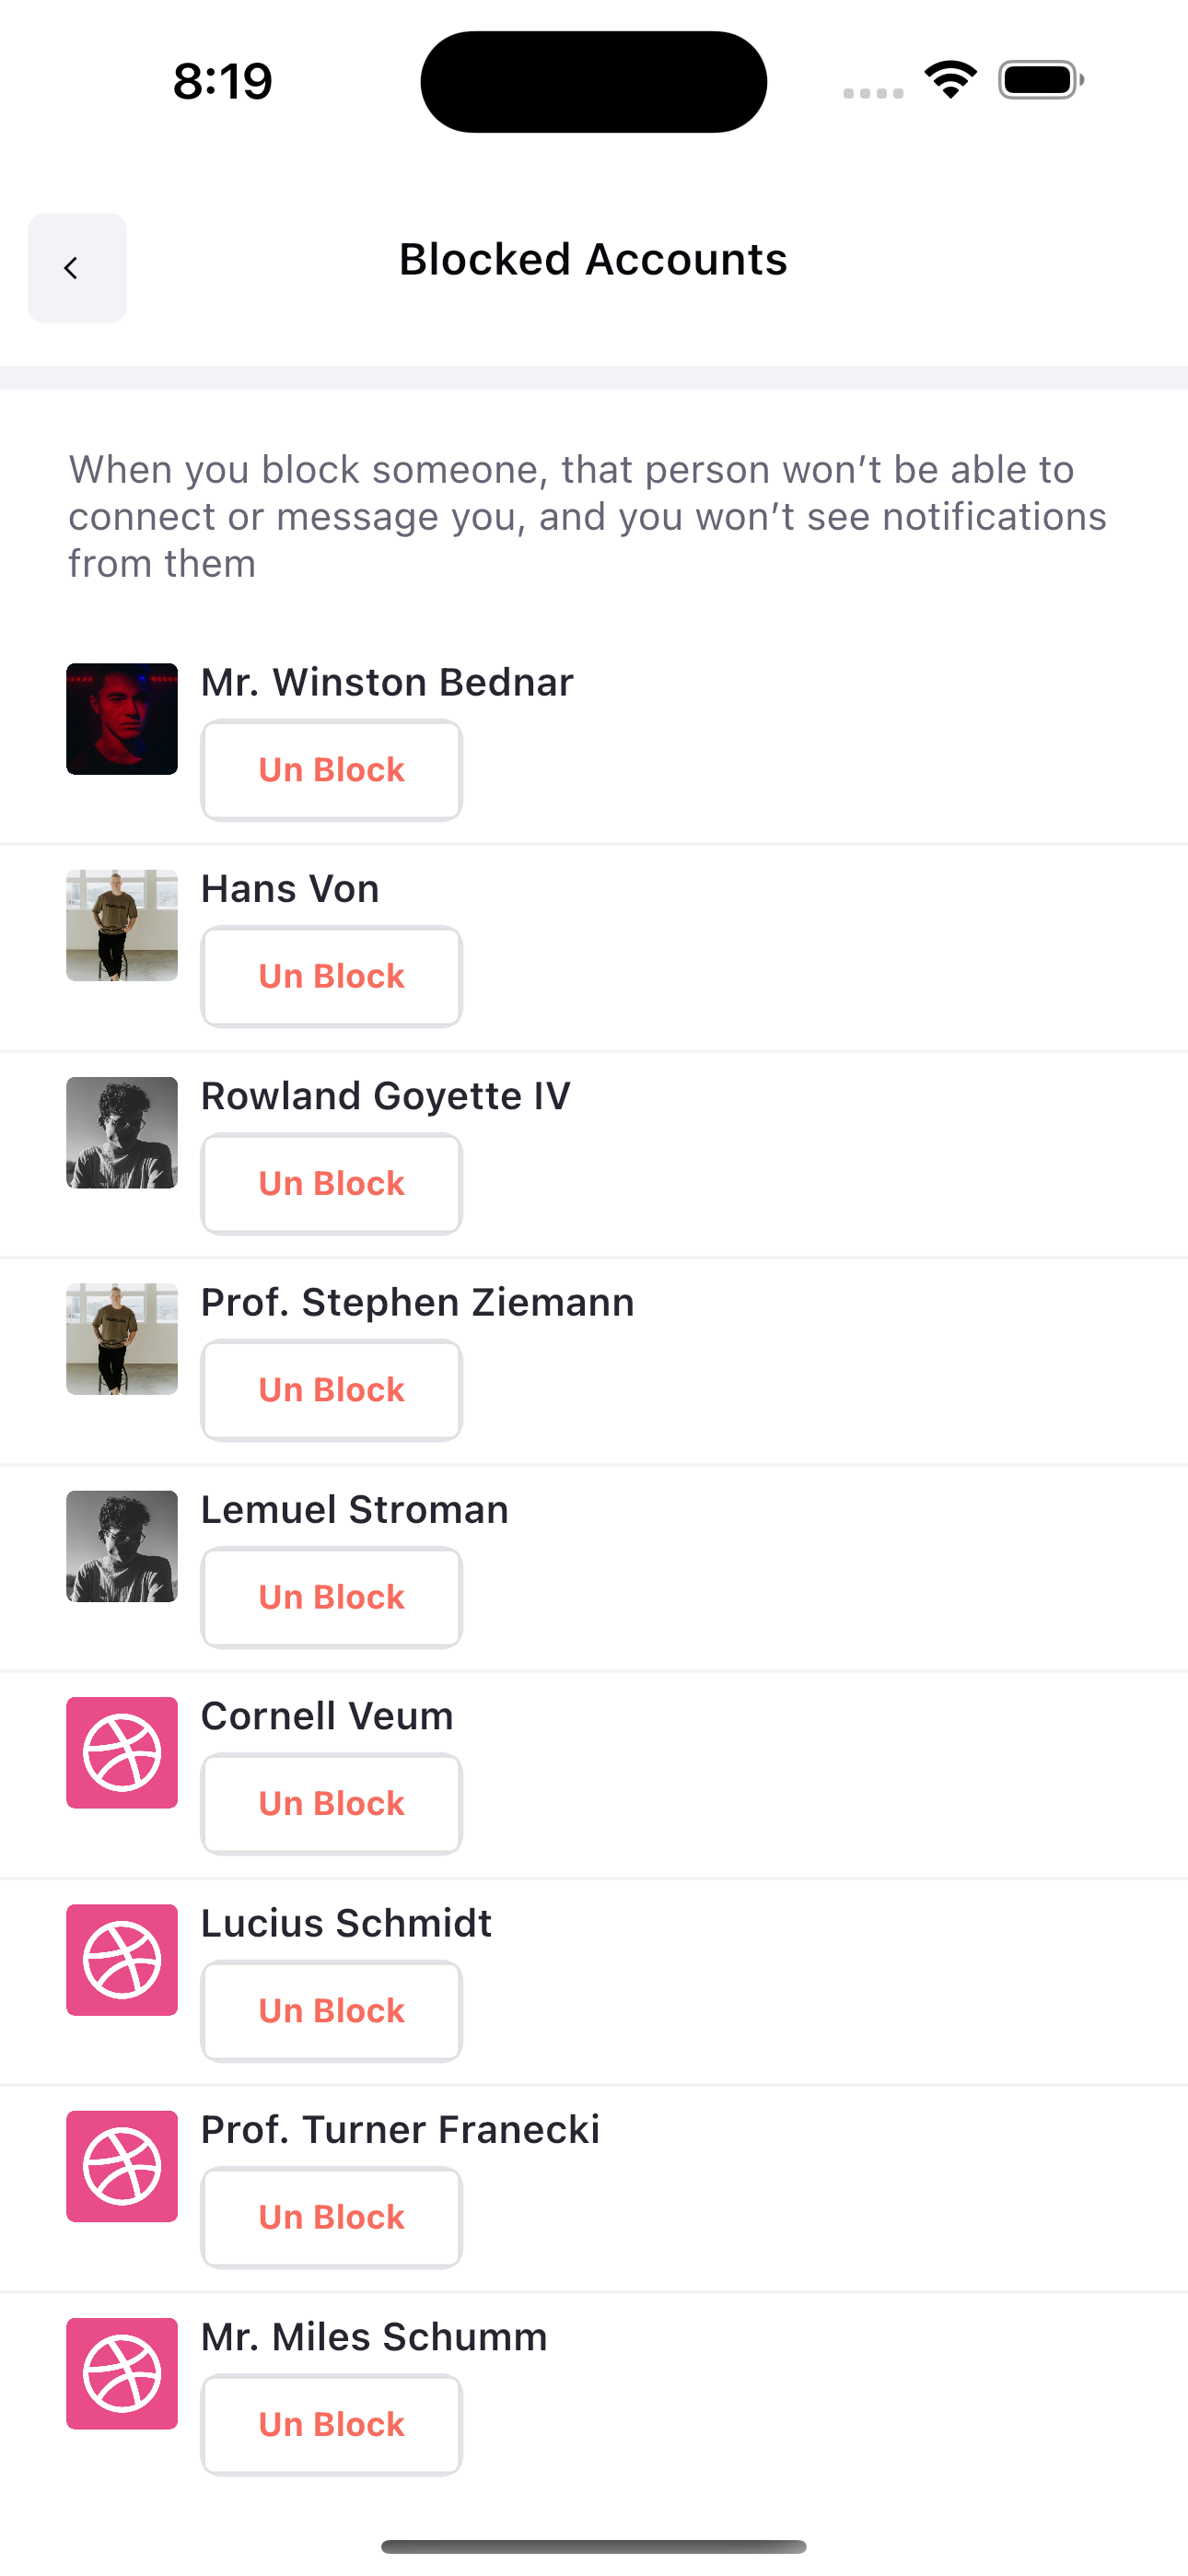 8:19
Blocked Accounts
When you block someone, that person won’t be able to
connect or message you, and you won’t see notifications
from them
Mr. Winston Bednar
Un Block
Hans Von
Un Block
Rowland Goyette IV
Un Block
Prof. Stephen Ziemann
Un Block
Lemuel Stroman
Un Block
Cornell Veum
Un Block
Lucius Schmidt
Un Block
Prof. Turner Franecki
Un Block
Mr. Miles Schumm
Un Block